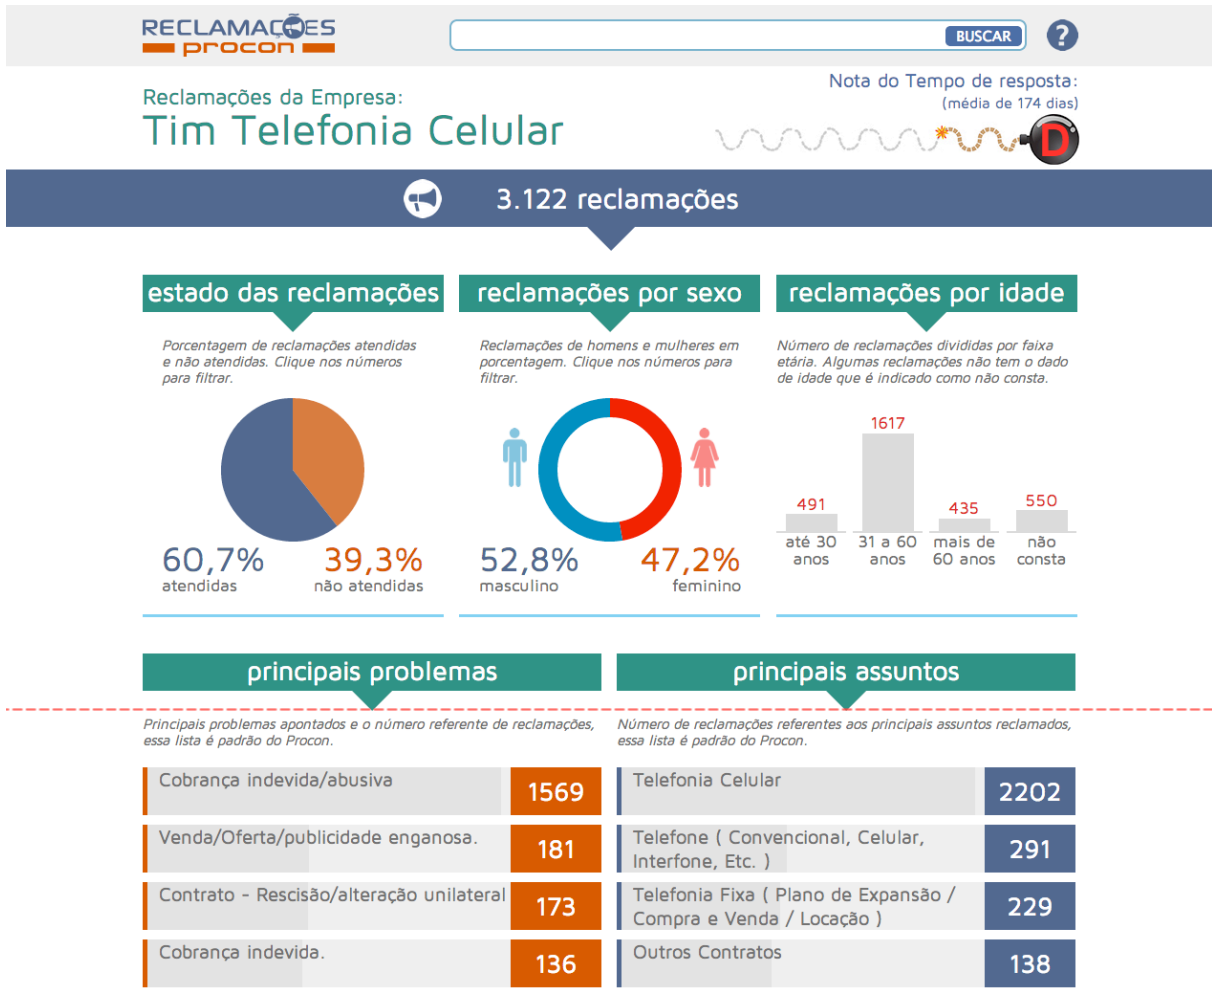 RECLAMAÇÕES
procon
BUSCAR
?
Reclamações da Empresa:
Tim Telefonia Celular
Nota do Tempo de resposta:
(média de 174 dias)
D
3.122 reclamações
estado das reclamações
Porcentagem de reclamações atendidas
e não atendidas. Clique nos números
para filtrar.
60,7%
atendidas
39,3%
não atendidas
reclamações por sexo
Reclamações de homens e mulheres em
porcentagem. Clique nos números para
filtrar.
52,8%
masculino
47,2%
feminino
reclamações por idade
Número de reclamações divididas por faixa
etária. Algumas reclamações não tem o dado
de idade que é indicado como não consta.
491
até 30
anos
1617
31 a 60
anos
435
mais de
60 anos
550
não
consta
principais problemas
Principais problemas apontados e o número referente de reclamações,
essa lista é padrão do Procon.
Cobrança indevida/abusiva
1569
Venda/Oferta/publicidade enganosa.
181
Contrato - Rescisão/alteração unilateral
173
Cobrança indevida.
136
principais assuntos
Número de reclamações referentes aos principais assuntos reclamados,
essa lista é padrão do Procon.
Telefonia Celular
2202
Telefone ( Convencional, Celular,
Interfone, Etc. )
291
Telefonia Fixa ( Plano de Expansão /
Compra e Venda / Locação )
229
Outros Contratos
138